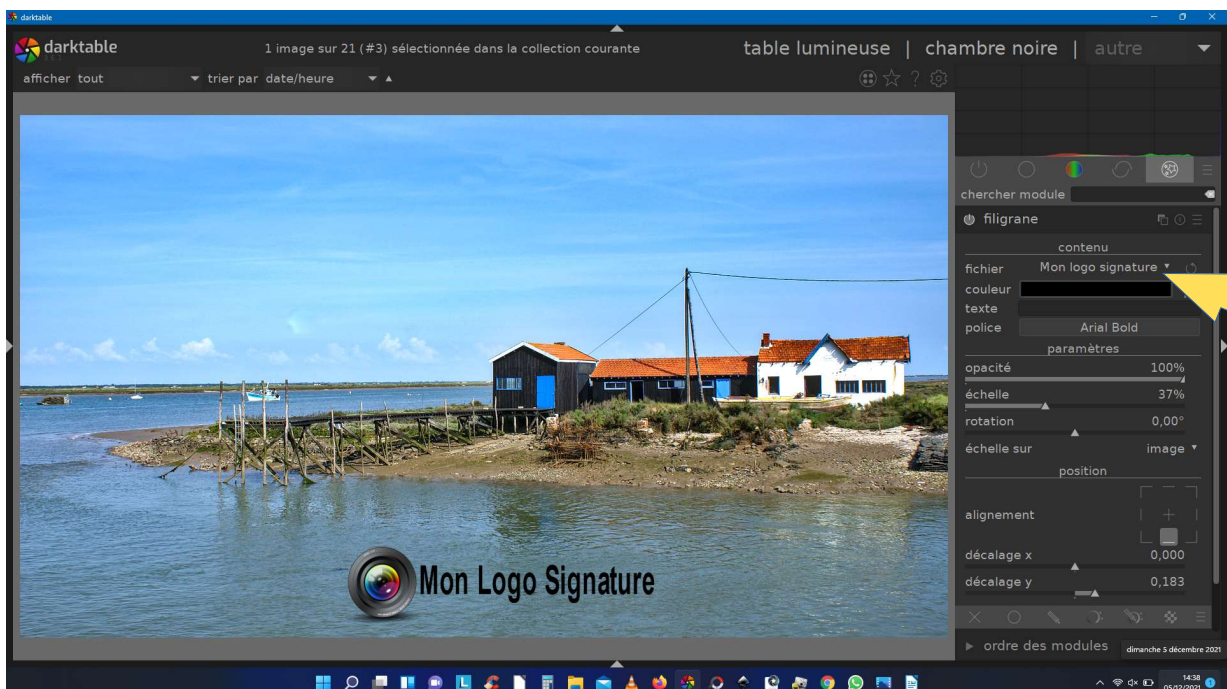 darktable
darktable
1 image sur 21 (#3) sélectionnée dans la collection courante
table lumineuse | chambre noire | autre
afficher tout trier par date/heure
chercher module
filigrane
contenu
fichier Mon logo signature
couleur
texte
police Arial Bold
paramètres
opacité 100%
échelle 37%
rotation 0,00°
échelle sur image
position
alignement
décalage x 0,000
décalage y 0,183
Mon Logo Signature
ordre des modules
dimanche 5 décembre 2021
14:38
05/12/2021